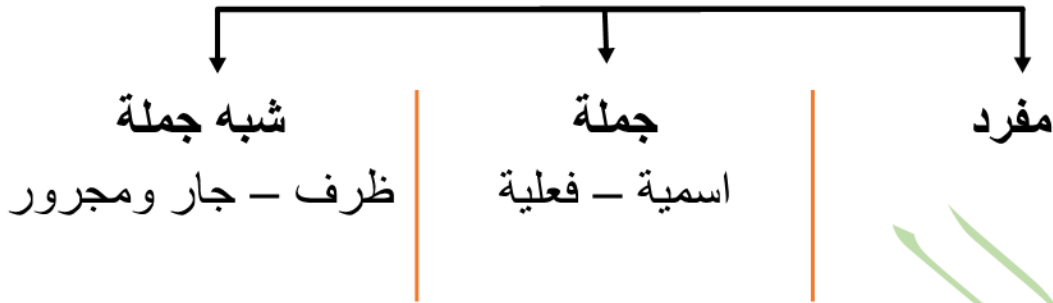 مفرد
جملة
اسمية – فعلية
شبه جملة
ظرف – جار ومجرور